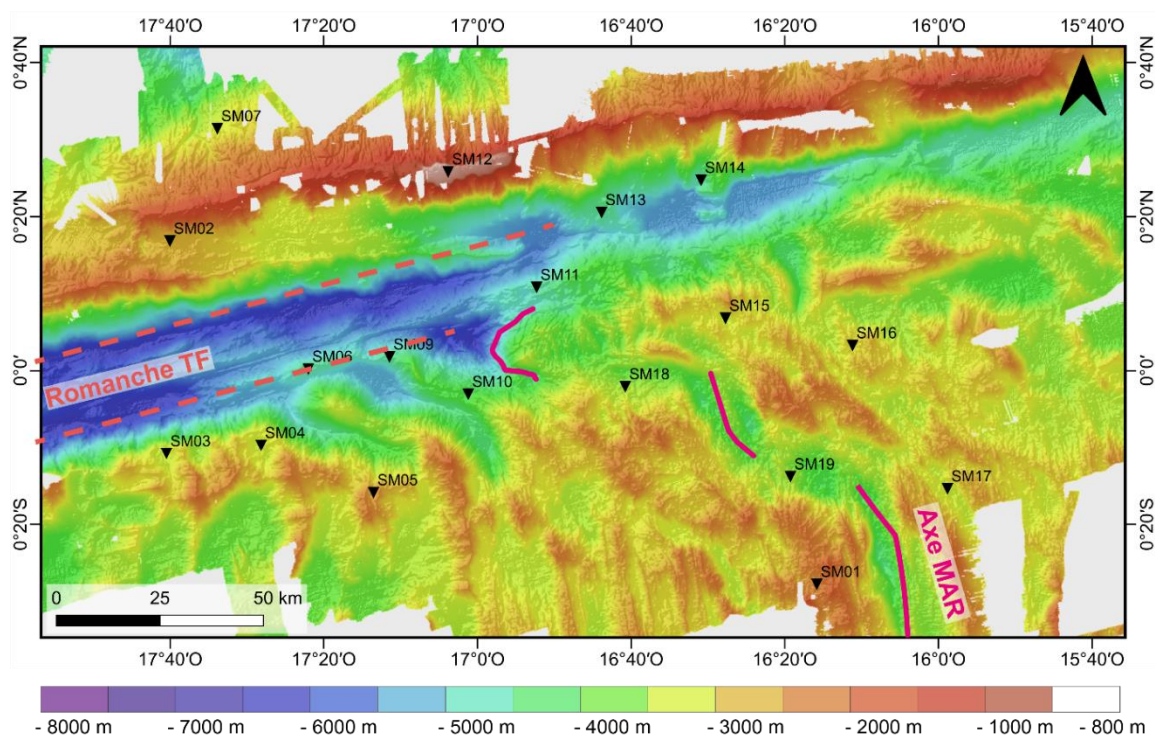 17°40′O 17°20′O 17°0′O 16°40′O 16°20′O 16°0′O 15°40′O
0°40′N 0°40′N
SM07
SM12
SM14
SM13
0°20′N 0°20′N
SM02
SM11
SM15
SM16
SM09
SM06
0°0′ 0°0′
Romanche TF
SM10
SM18
SM03
SM04
SM19
SM05
SM17
0°20′S 0°20′S
Axe MAR
SM01
0 25 50 km
17°40′O 17°20′O 17°0′O 16°40′O 16°20′O 16°0′O 15°40′O
- 8000 m - 7000 m - 6000 m - 5000 m - 4000 m - 3000 m - 2000 m - 1000 m - 800 m